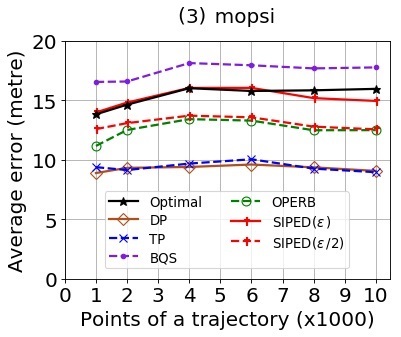 (3) mopsi
Average error (metre)
20
15
10
5
0
0 1 2 3 4 5 6 7 8 9 10
Points of a trajectory (x1000)
Optimal
DP
TP
BQS
OPERB
SIPED(ε)
SIPED(ε/2)